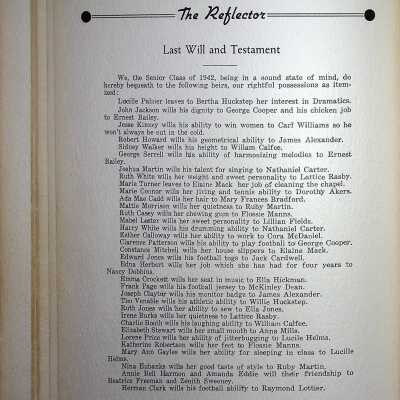 The Reflector
Last Will and Testament
We, the Senior Class of 1942, being in a sound state of mind, do
hereby bequeath to the following heirs, our rightful possessions as item-
ized:
Lucille Palmer leaves to Bertha Huckstep her interest in Dramatics.
John Jackson wills his dignity to George Cooper and his chicken job
to Ernest Bailey.
Jesse Kinney wills his ability to win women to Carl Williams so he
won't always be out in the cold.
Robert Howard wills his geometrical ability to James Alexander.
Sidney Walker wills his height to William Calfee.
George Serrell wills his ability of harmonizing melodies to Ernest
Bailey.
Joshua Martin wills his talent for singing to Nathaniel Carter.
Ruth White wills her weight and sweet personality to Lattice Rasby.
Marie Turner leaves to Elaine Mack her job of cleaning the chapel.
Marie Connor wills her living and tennis ability to Dorothy Akers.
Ada Mae Cadd wills her hair to Mary Frances Bradford.
Mattie Morrison wills her quietness to Ruby Martin.
Ruth Casey wills her chewing gum to Flossie Manns.
Mabel Lester wills her sweet personality to Lillian Fields.
Harry White wills his drumming ability to Nathaniel Carter.
Esther Calloway wills her ability to work to Cora McDaniel.
Clarence Patterson wills his ability to play football to George Cooper.
Constance Mitchell wills her house slippers to Elaine Mack.
Edward Jones wills his football togs to Jack Cardwell.
Edna Herbert wills her job which she has had for four years to
Nancy Dobbins.
Emma Crockett wills her seat in music to Ella Hickman.
Frank Page wills his football jersey to McKinley Dean.
Joseph Claytor wills his monitor badge to James Alexander.
Tim Venable wills his athletic ability to Willie Huckstep.
Ruth Jones wills her ability to sew to Ella Jones.
Irene Burks wills her quietness to Lattice Rasby.
Charlie Booth wills his laughing ability to William Calfee.
Elizabeth Stewart wills her small mouth to Anna Mills.
Lorene Price wills her ability of jitterbugging to Lucille Helms.
Katherine Robertson wills her feet to Flossie Manns.
Mary Ann Gayles wills her ability for sleeping in class to Lucille
Helms.
Nina Eubanks wills her good taste of style to Ruby Martin.
Annie Bell Harmon and Amanda Eddie will their friendship to
Beatrice Freeman and Zenith Sweeney.
Herman Clark wills his football ability to Raymond Lottier.